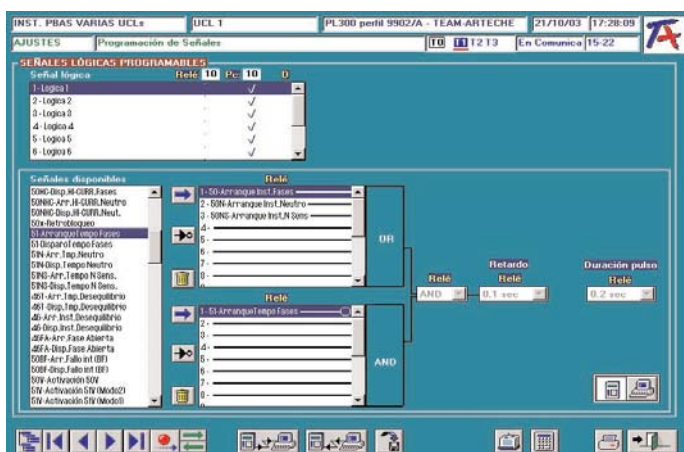 INST. PBAS VARIAS UCLs UCL 1 PL300 perfil 9902/A - TEAM-ARTECHE 21/10/03 17:28:09
AJUSTES Programación de Señales T0 T1 T2 T3 En Comunica 15-22
SEÑALES LÓGICAS PROGRAMABLES
Señal lógica Relé 10 Pc 10 D
1-Logica 1
2-Logica 2
3-Logica 3
4-Logica 4
5-Logica 5
6-Logica 6
Señales disponibles Relé
50HC-Disp.HI-CURR.Fases
50NHC-Arr.HI-CURR.Neutro
50NHC-Disp.HI-CURR.Neut.
50x-Retrobloqueo
51-ArranqueTempo Fases
51-DisparoTempo Fases
51N-Arr.Tmp.Neutro
51N-Disp.Tempo Neutro
51NS-Arr.Tempo N Sens.
51NS-Disp.Tempo N Sens.
46T-Arr.Tmp.Desequilibrio
46T-Disp.Tmp.Desequilibrio
46-Arr.Inst.Desequilibrio
46-Disp.Inst.Desequilibrio
46FA-Arr.Fase Abierta
46FA-Disp.Fase Abierta
50BF-Arr.Fallo int (BF)
50BF-Disp.Fallo int (BF)
50V-Activación 50V
51V-Activación 51V (Modo2)
51V-Activación 51V (Modo1)
1-50-Arranque Inst.Fases
2-50N-Arranque Inst.Neutro
3-50NS-Arranque Inst.N Sens
4-
5-
6-
7-
8-
OR
Relé
1-51-ArranqueTempo Fases
2-
3-
4-
5-
6-
7-
8-
AND
Relé
AND
Retardo
Relé
0.1 sec
Duración pulso
Relé
0.2 sec